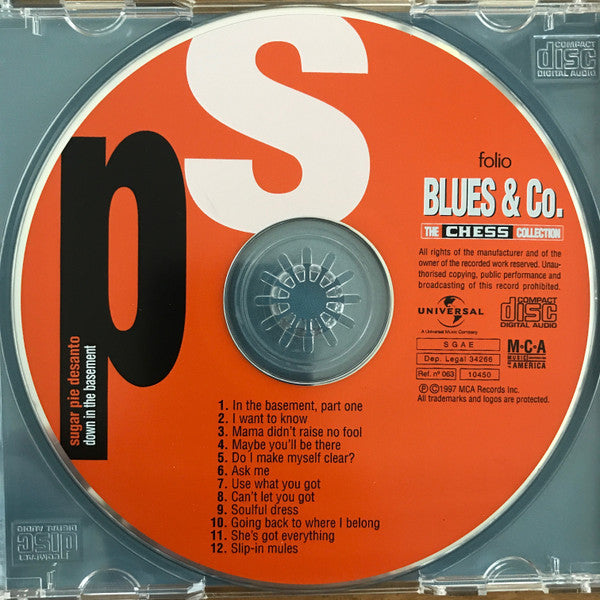 COMPACT
disc
DIGITAL AUDIO
ps
folio
BLUES & Co.
THE CHESS COLLECTION
All rights of the manufacturer and of the
owner of the recorded work reserved. Unau-
thorised copying, public performance and
broadcasting of this record prohibited.
UNIVERSAL
A Universal Music Company
COMPACT
disc
DIGITAL AUDIO
SGAE
Dep. Legal 34266
Ref. nº 063 10450
M·C·A
MUSIC
AMERICA
℗©1997 MCA Records Inc.
All trademarks and logos are protected.
sugar pie desanto
down in the basement
1. In the basement, part one
2. I want to know
3. Mama didn't raise no fool
4. Maybe you'll be there
5. Do I make myself clear?
6. Ask me
7. Use what you got
8. Can't let you got
9. Soulful dress
10. Going back to where I belong
11. She's got everything
12. Slip-in mules
COMPACT
disc
DIGITAL AUDIO